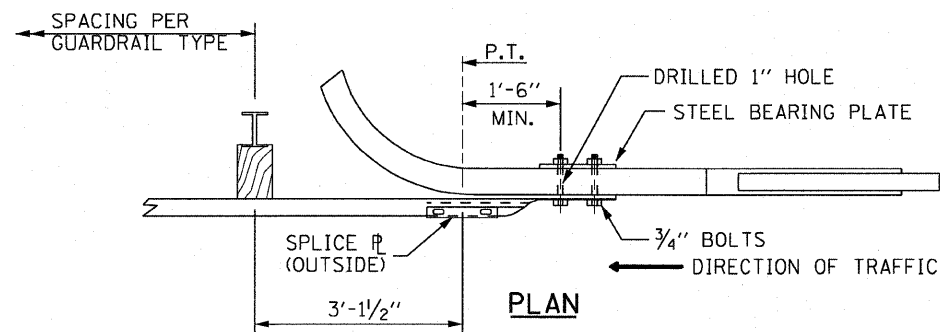 SPACING PER
GUARDRAIL TYPE
P.T.
1'-6"
MIN.
DRILLED 1" HOLE
STEEL BEARING PLATE
SPLICE ⅊
(OUTSIDE)
3/4" BOLTS
DIRECTION OF TRAFFIC
3'-1 1/2"
PLAN